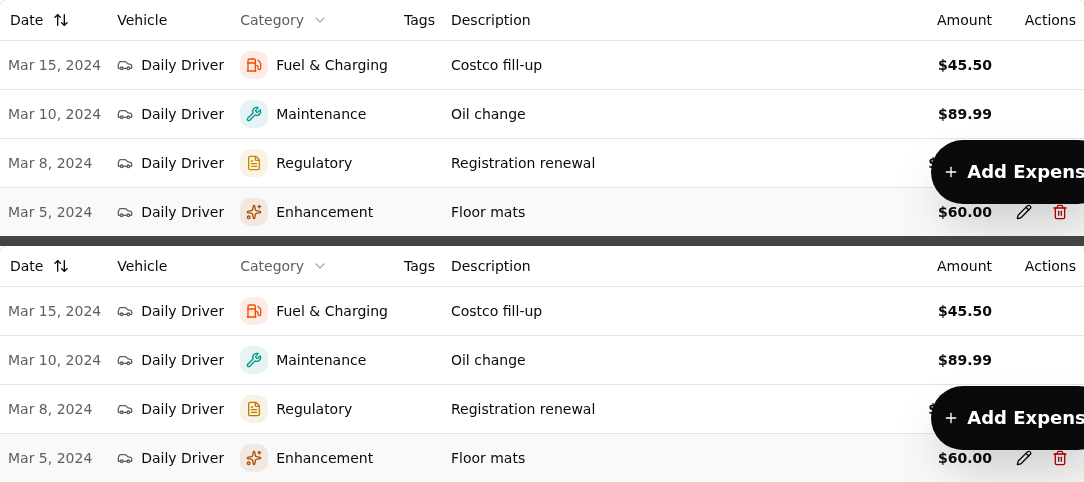 Date Vehicle Category Tags Description Amount Actions
Mar 15, 2024 Daily Driver Fuel & Charging Costco fill-up $45.50
Mar 10, 2024 Daily Driver Maintenance Oil change $89.99
Mar 8, 2024 Daily Driver Regulatory Registration renewal
+ Add
Mar 5, 2024 Daily Driver Enhancement Floor mats $60.00
Date Vehicle Category Tags Description Amount Actions
Mar 15, 2024 Daily Driver Fuel & Charging Costco fill-up $45.50
Mar 10, 2024 Daily Driver Maintenance Oil change $89.99
Mar 8, 2024 Daily Driver Regulatory Registration renewal
+ Add
Mar 5, 2024 Daily Driver Enhancement Floor mats $60.00